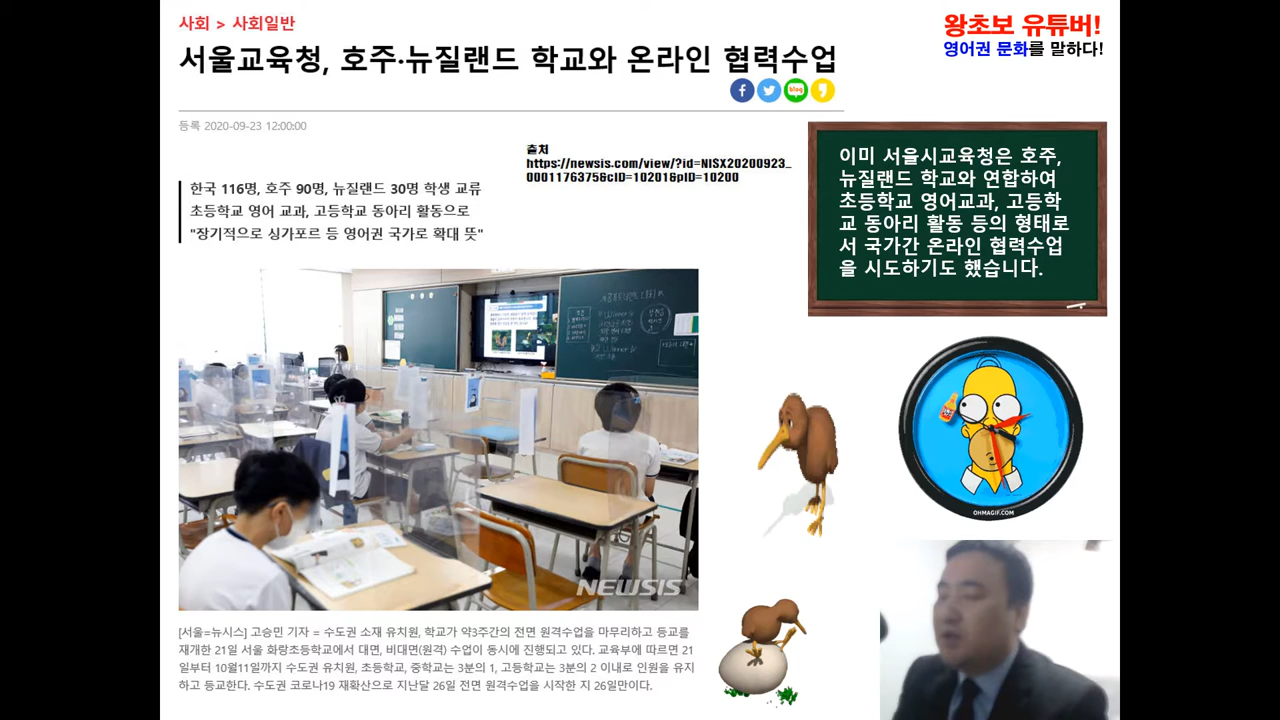 사회 > 사회일반
서울교육청, 호주·뉴질랜드 학교와 온라인 협력수업
blog
등록 2020-09-23 12:00:00
출처
https://newsis.com/view/?id=NISX20200923_
0001176375&cID=10201&pID=10200
한국 116명, 호주 90명, 뉴질랜드 30명 학생 교류
초등학교 영어 교과, 고등학교 동아리 활동으로
"장기적으로 싱가포르 등 영어권 국가로 확대 뜻"
NEWSIS
[서울=뉴시스] 고승민 기자 = 수도권 소재 유치원, 학교가 약3주간의 전면 원격수업을 마무리하고 등교를
재개한 21일 서울 화랑초등학교에서 대면, 비대면(원격) 수업이 동시에 진행되고 있다. 교육부에 따르면 21
일부터 10월11일까지 수도권 유치원, 초등학교, 중학교는 3분의 1, 고등학교는 3분의 2 이내로 인원을 유지
하고 등교한다. 수도권 코로나19 재확산으로 지난달 26일 전면 원격수업을 시작한 지 26일만이다.
왕초보 유튜버!
영어권 문화를 말하다!
이미 서울시교육청은 호주,
뉴질랜드 학교와 연합하여
초등학교 영어교과, 고등학
교 동아리 활동 등의 형태로
서 국가간 온라인 협력수업
을 시도하기도 했습니다.
OHMAGIF.COM